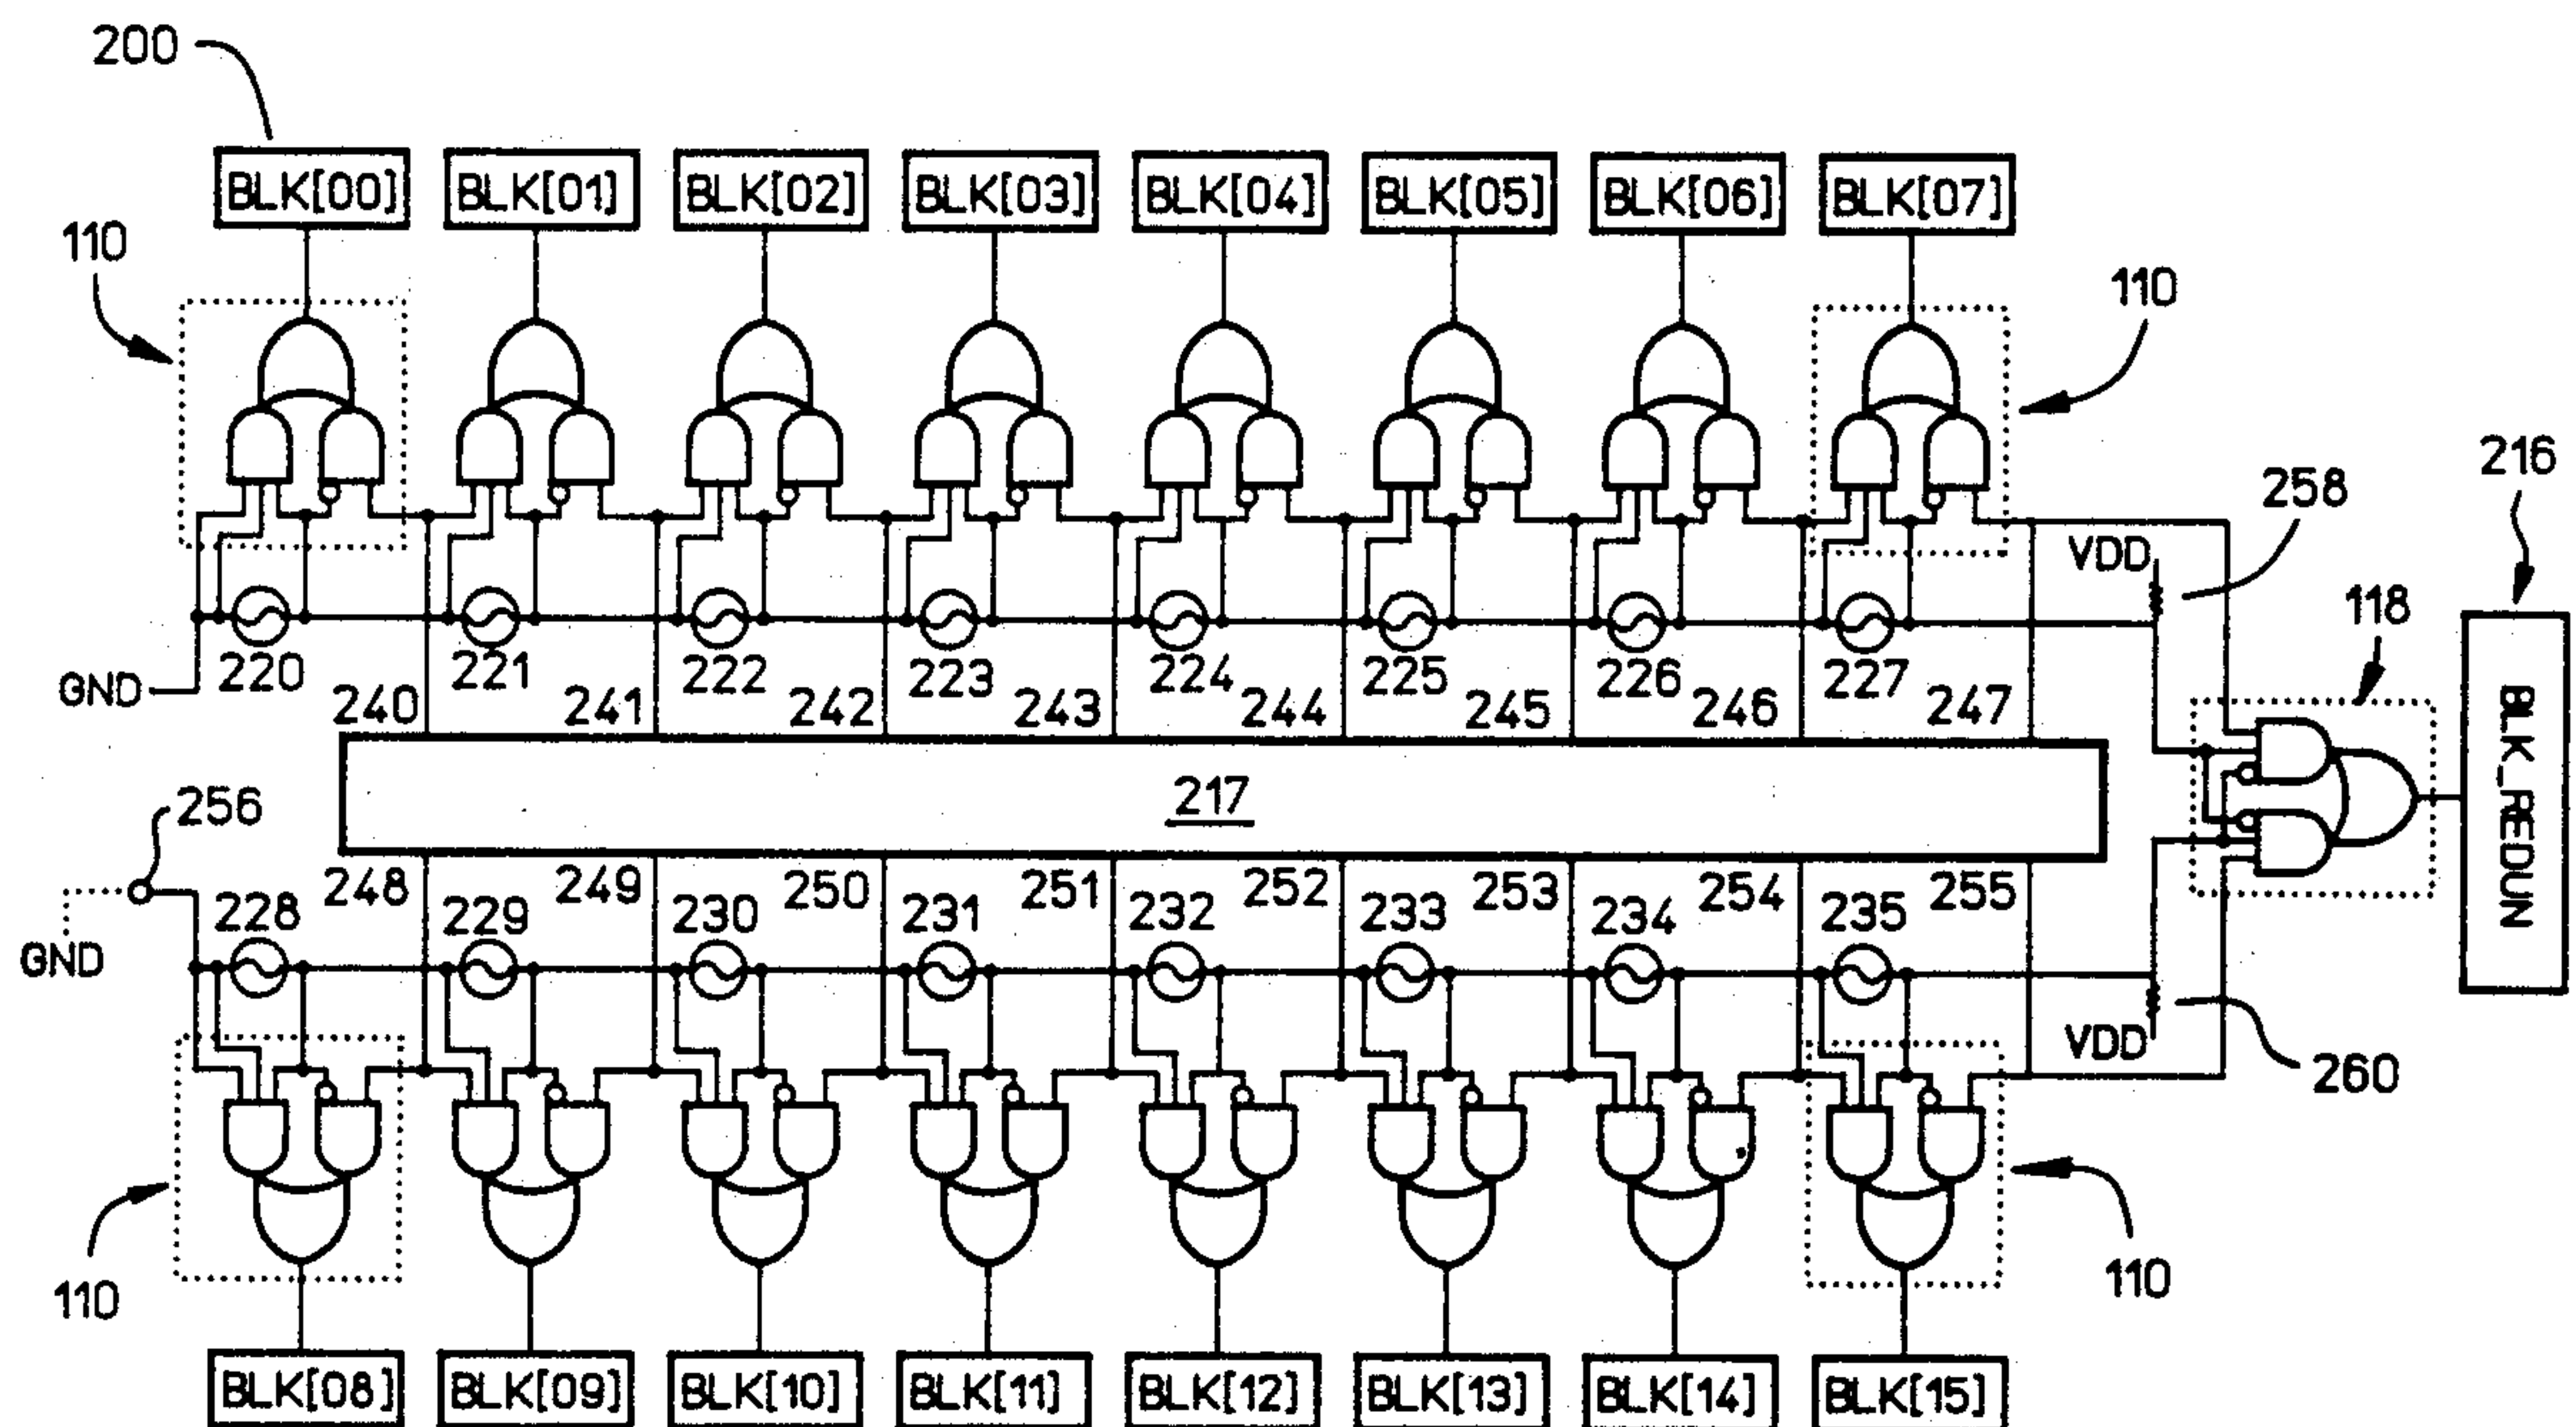 200
BLK[00] BLK[01] BLK[02] BLK[03] BLK[04] BLK[05] BLK[06] BLK[07]
110
110
216
258
VDD
118
220 221 222 223 224 225 226 227
GND
240 241 242 243 244 245 246 247
BLK_REDUN
217
256
248 249 250 251 252 253 254 255
228 229 230 231 232 233 234 235
GND
VDD
260
110
110
BLK[08] BLK[09] BLK[10] BLK[11] BLK[12] BLK[13] BLK[14] BLK[15]